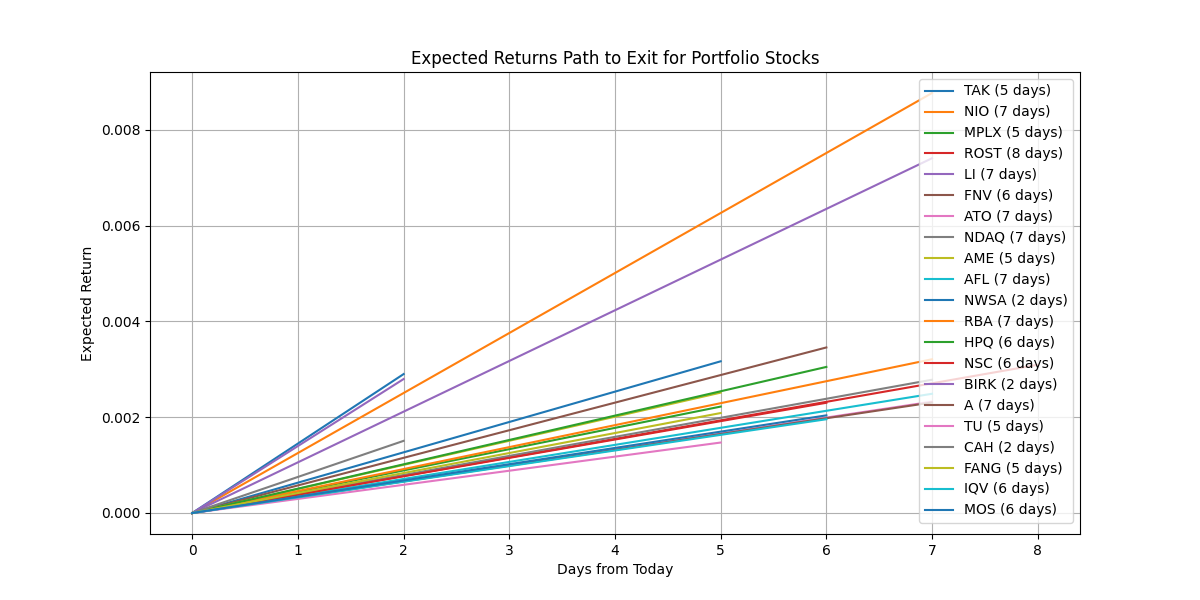 Expected Returns Path to Exit for Portfolio Stocks
Expected Return
0.008
0.006
0.004
0.002
0.000
TAK (5 days)
NIO (7 days)
MPLX (5 days)
ROST (8 days)
LI (7 days)
FNV (6 days)
ATO (7 days)
NDAQ (7 days)
AME (5 days)
AFL (7 days)
NWSA (2 days)
RBA (7 days)
HPQ (6 days)
NSC (6 days)
BIRK (2 days)
A (7 days)
TU (5 days)
CAH (2 days)
FANG (5 days)
IQV (6 days)
MOS (6 days)
0 1 2 3 4 5 6 7 8
Days from Today